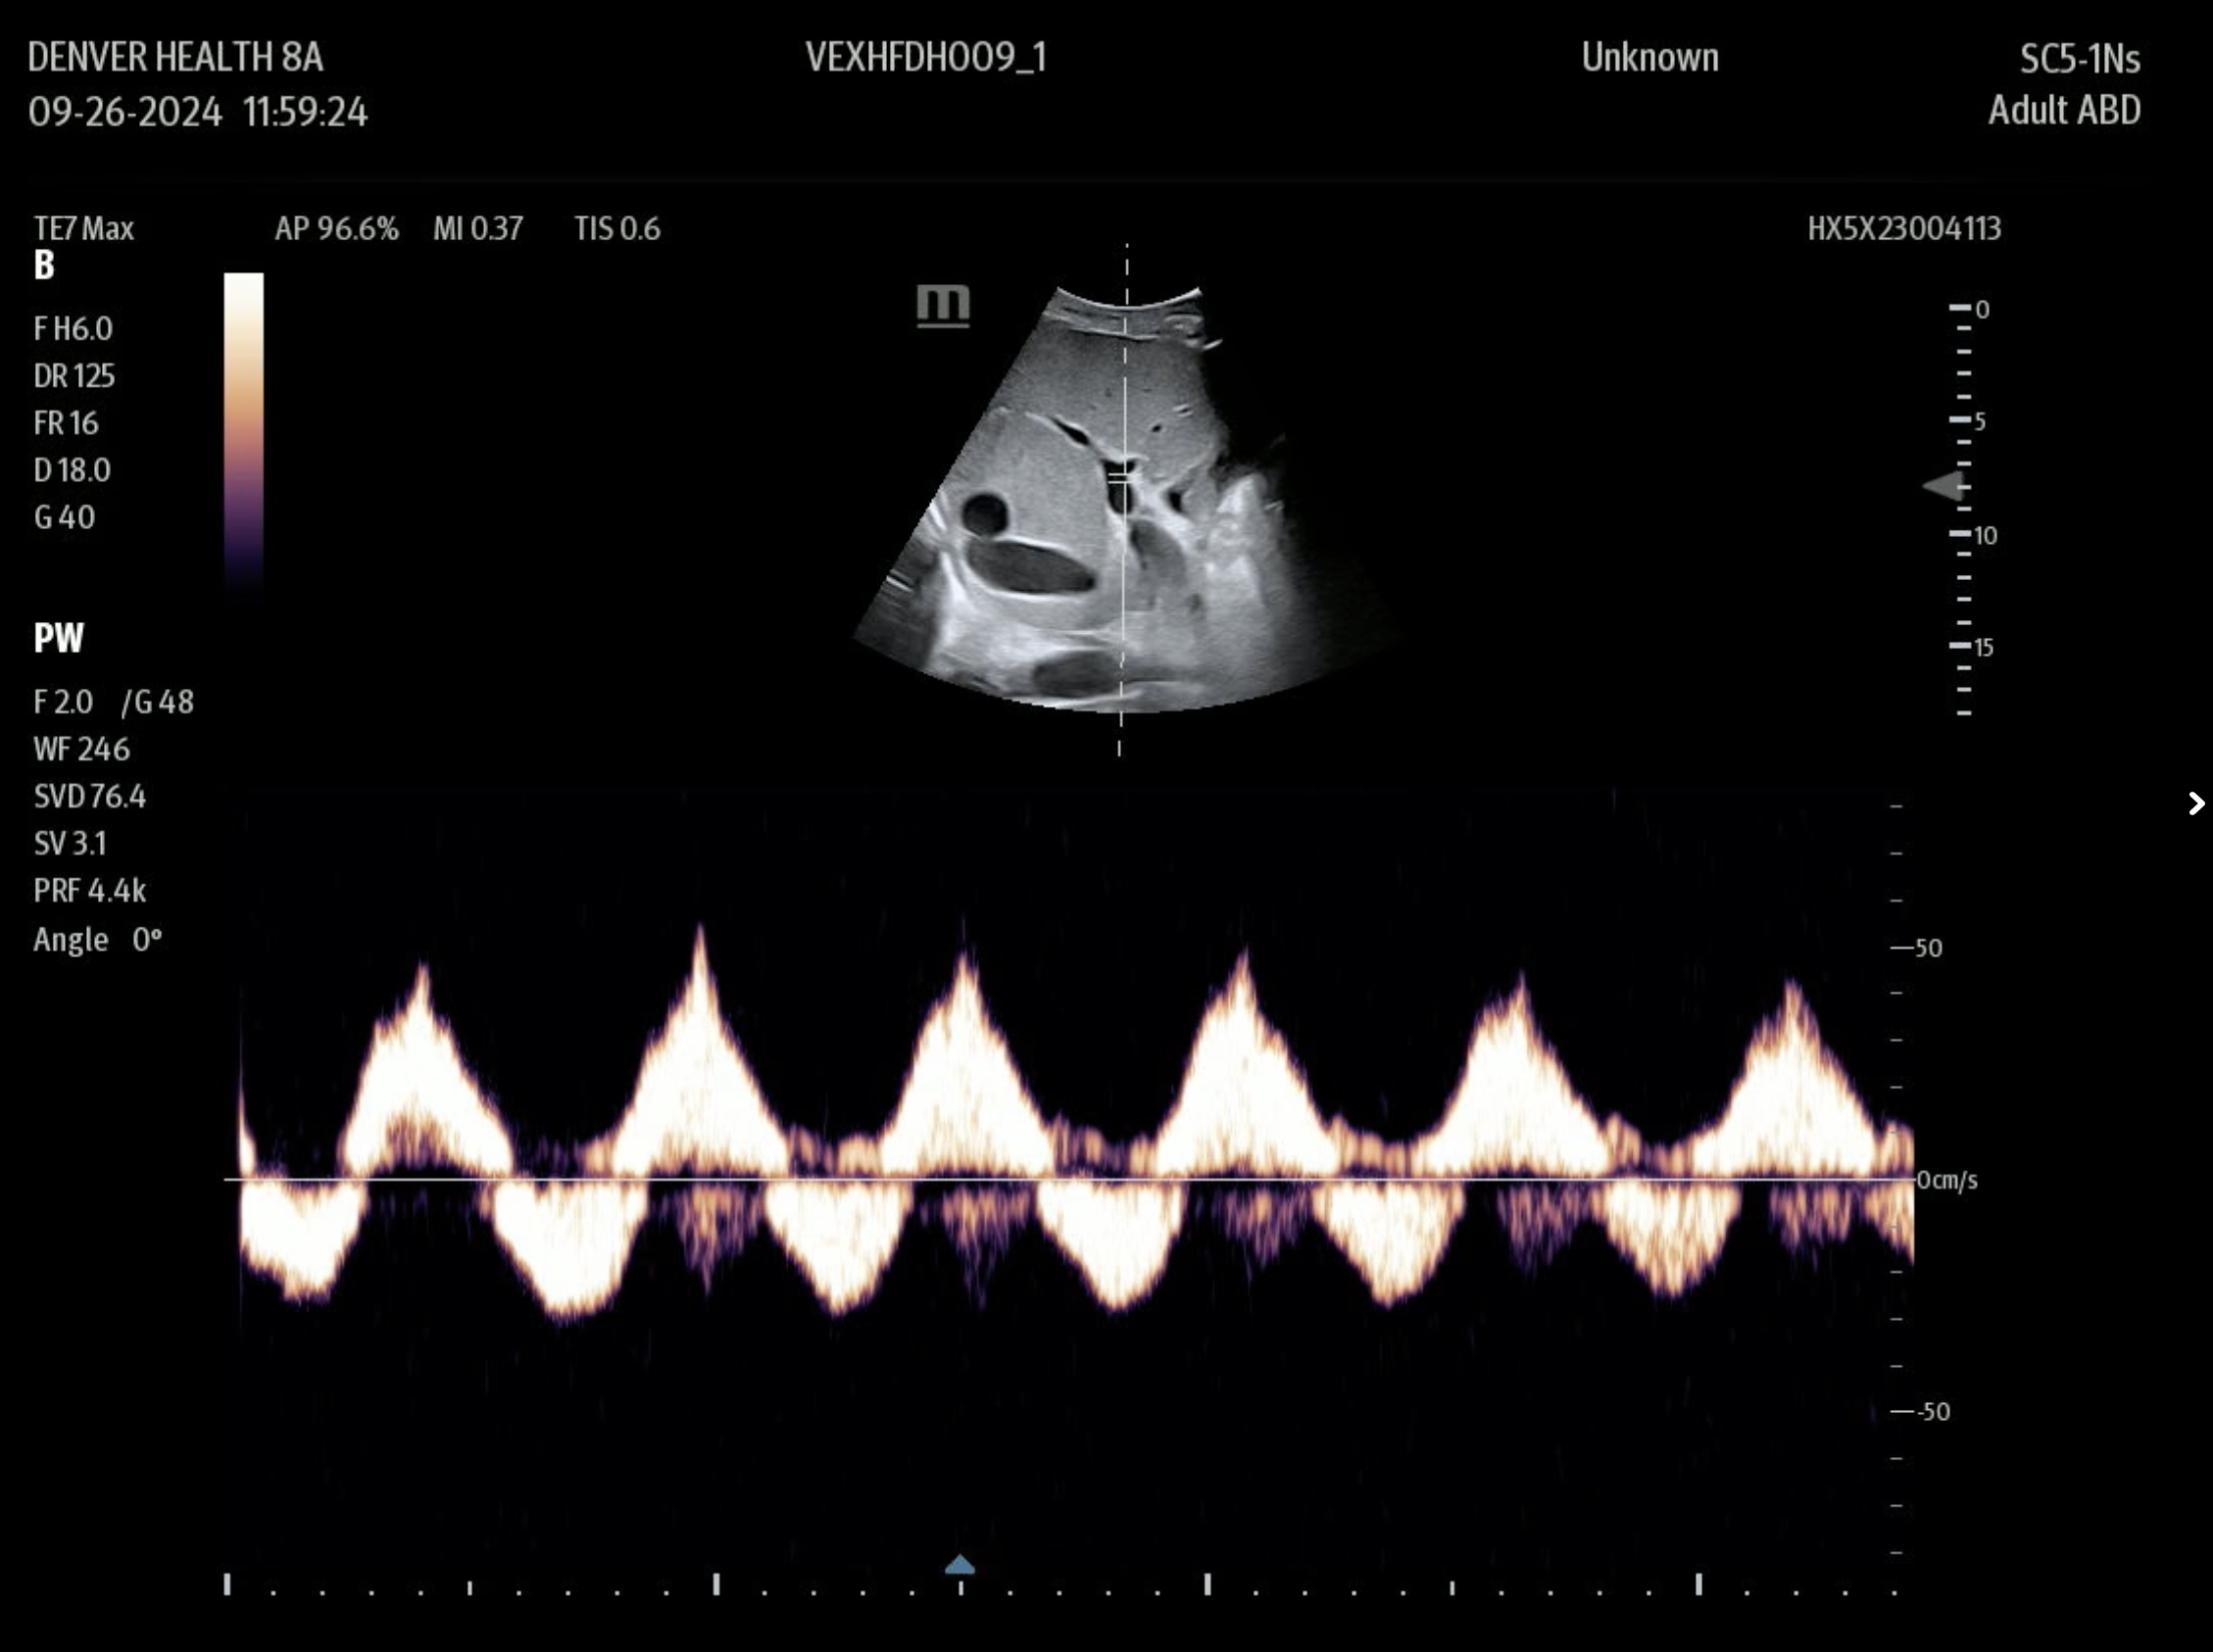 DENVER HEALTH 8A
VEXHFDH009_1
Unknown
SC5-1Ns
09-26-2024 11:59:24
Adult ABD
TE7 Max
AP 96.6% MI 0.37 TIS 0.6
HX5X23004113
B
F H6.0
DR 125
FR 16
D 18.0
G 40
m
0
5
10
15
PW
F 2.0 /G 48
WF 246
SVD 76.4
SV 3.1
PRF 4.4k
Angle 0°
50
0cm/s
-50